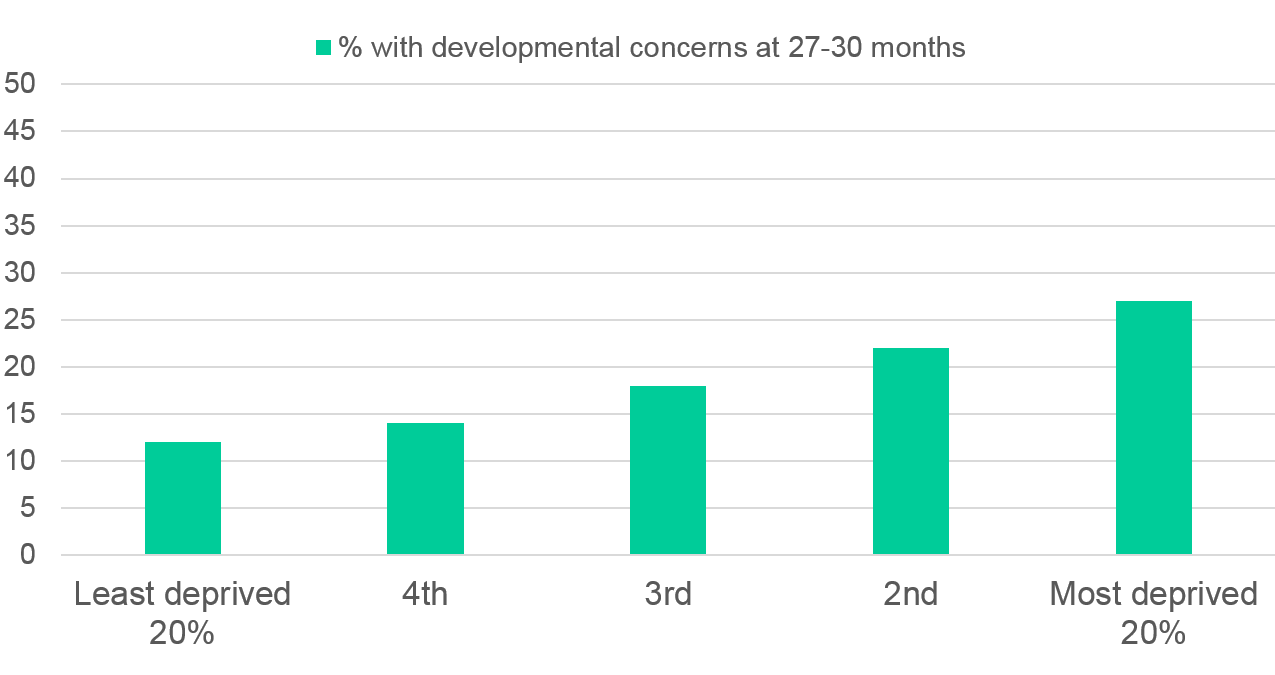 % with developmental concerns at 27-30 months
50
45
40
35
30
25
20
15
10
5
0
Least deprived 20%
4th
3rd
2nd
Most deprived 20%